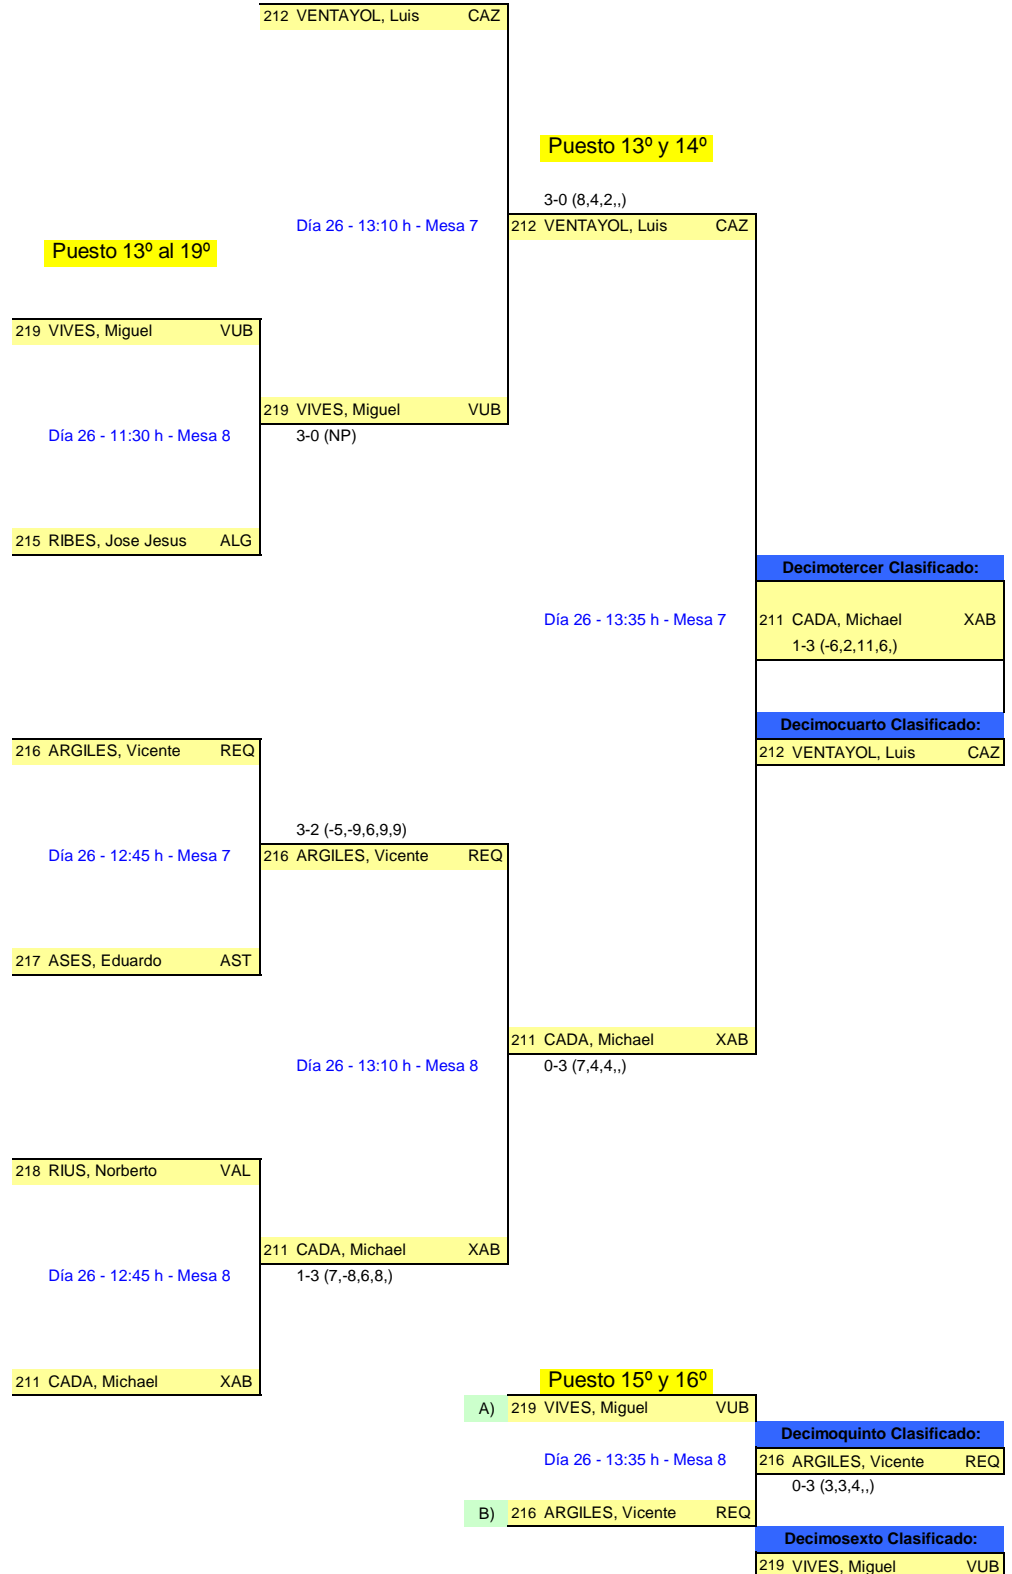 212 VENTAYOL, Luis CAZ
Puesto 13º y 14º
3-0 (8,4,2,,)
Día 26 - 13:10 h - Mesa 7
212 VENTAYOL, Luis CAZ
Puesto 13º al 19º
219 VIVES, Miguel VUB
219 VIVES, Miguel VUB
Día 26 - 11:30 h - Mesa 8
3-0 (NP)
215 RIBES, Jose Jesus ALG
Decimotercer Clasificado:
Día 26 - 13:35 h - Mesa 7
211 CADA, Michael XAB
1-3 (-6,2,11,6,)
Decimocuarto Clasificado:
216 ARGILES, Vicente REQ
212 VENTAYOL, Luis CAZ
3-2 (-5,-9,6,9,9)
Día 26 - 12:45 h - Mesa 7
216 ARGILES, Vicente REQ
217 ASES, Eduardo AST
211 CADA, Michael XAB
Día 26 - 13:10 h - Mesa 8
0-3 (7,4,4,,)
218 RIUS, Norberto VAL
211 CADA, Michael XAB
Día 26 - 12:45 h - Mesa 8
1-3 (7,-8,6,8,)
211 CADA, Michael XAB
Puesto 15º y 16º
A) 219 VIVES, Miguel VUB
Decimoquinto Clasificado:
Día 26 - 13:35 h - Mesa 8
216 ARGILES, Vicente REQ
0-3 (3,3,4,,)
B) 216 ARGILES, Vicente REQ
Decimosexto Clasificado:
219 VIVES, Miguel VUB